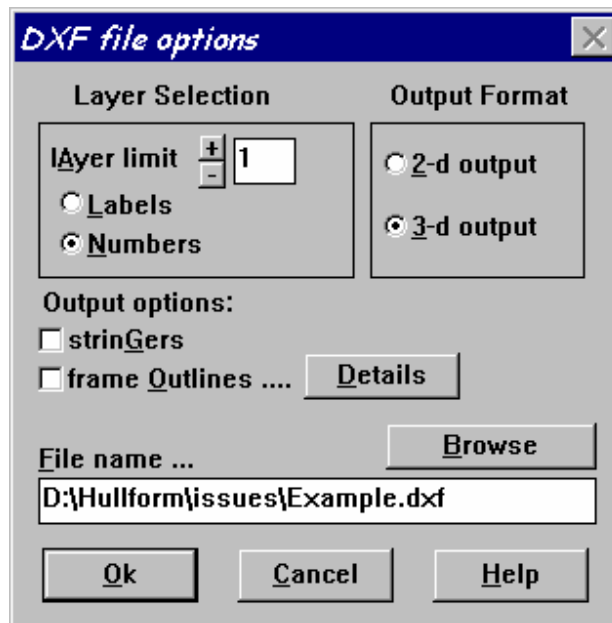 DXF file options
Layer Selection
lAyer limit + - 1
Labels
Numbers
Output Format
2-d output
3-d output
Output options:
strinGers
frame Outlines .... Details
Browse
File name ...
D:\Hullform\issues\Example.dxf
Ok Cancel Help